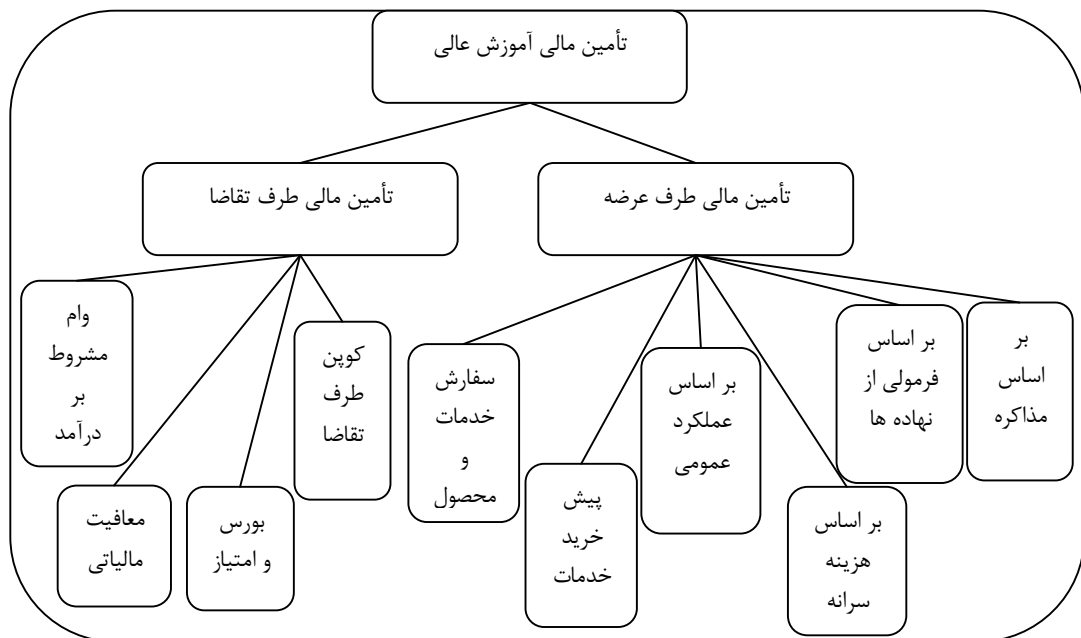 تأمین مالی آموزش عالی
تأمین مالی طرف عرضه
تأمین مالی طرف تقاضا
بر
اساس
مذاکره
بر اساس
فرمولی از
نهاده ها
بر اساس
هزینه
سرانه
بر اساس
عملکرد
عمومی
پیش
خرید
خدمات
سفارش
خدمات
و
محصول
کوپن
طرف
تقاضا
بورس
و امتیاز
معافیت
مالیاتی
وام
مشروط
بر
درآمد